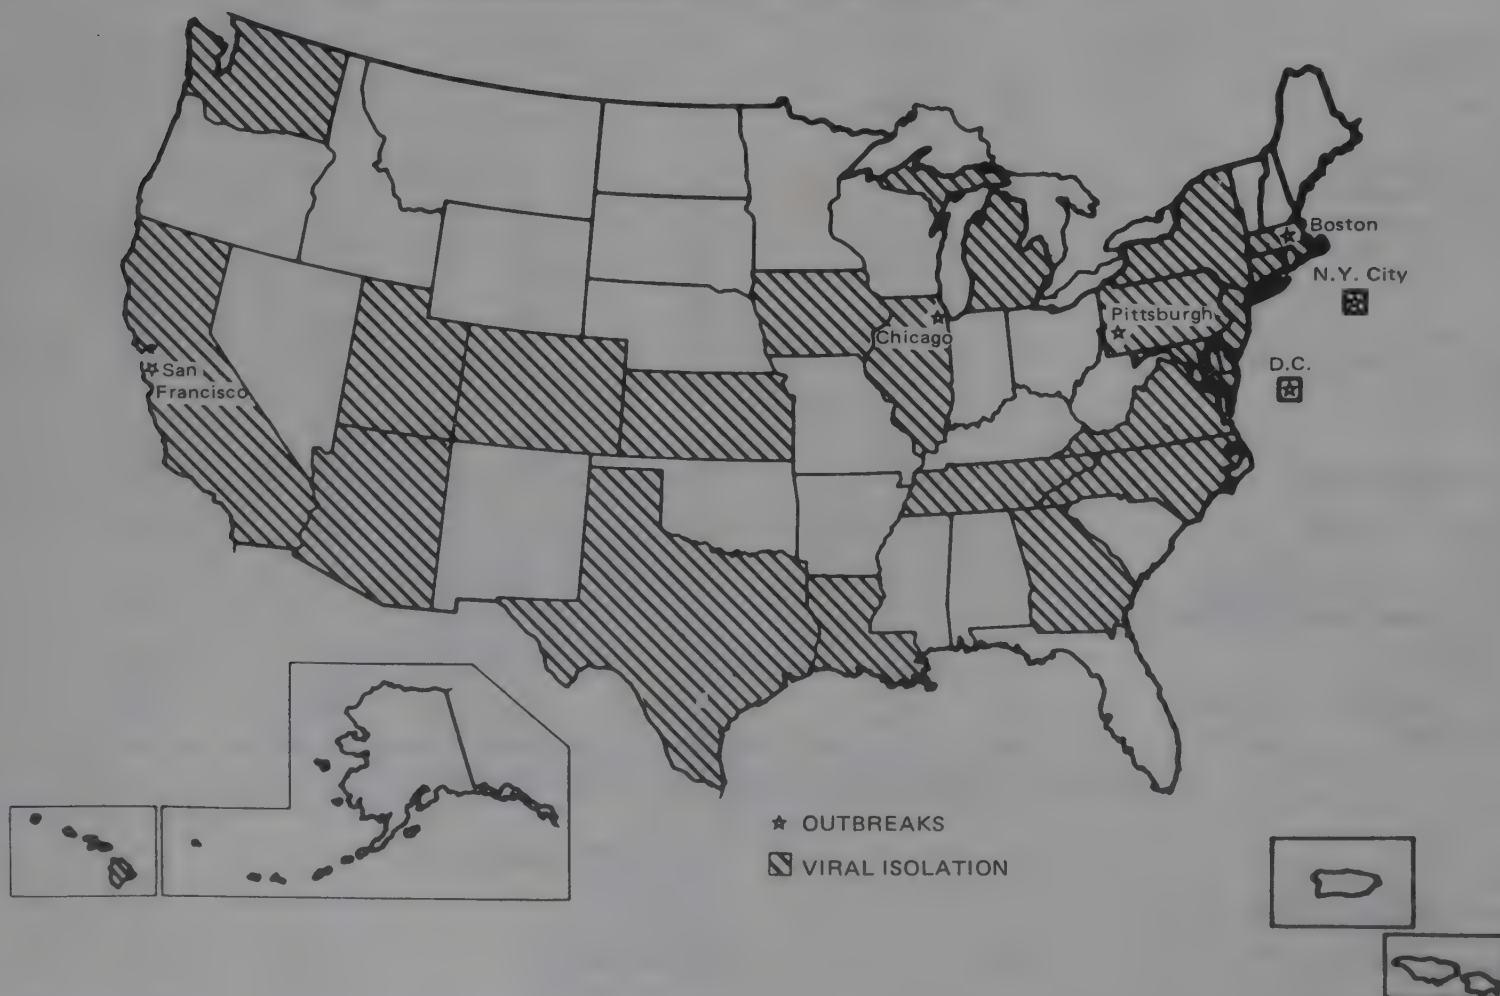 Boston
N.Y. City
Pittsburgh
Chicago
D.C.
San
Francisco
OUTBREAKS
VIRAL ISOLATION